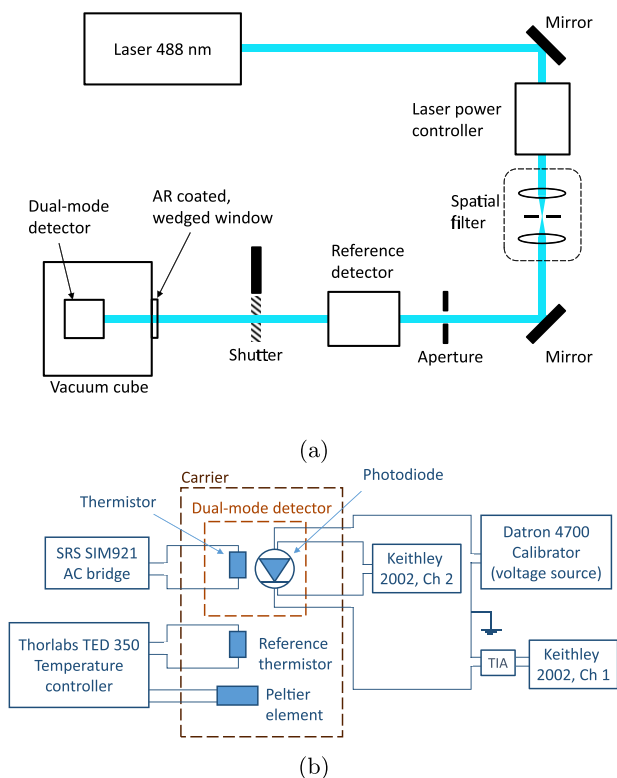 Mirror
Laser 488 nm
Laser power
controller
AR coated,
wedged window
Dual-mode
detector
Spatial
filter
Reference
detector
Shutter
Aperture
Mirror
Vacuum cube
(a)
Carrier
Photodiode
Thermistor
Dual-mode detector
SRS SIM921
AC bridge
Keithley
2002, Ch 2
Datron 4700
Calibrator
(voltage source)
Thorlabs TED 350
Temperature
controller
Reference
thermistor
Peltier
element
TIA
Keithley
2002, Ch 1
(b)